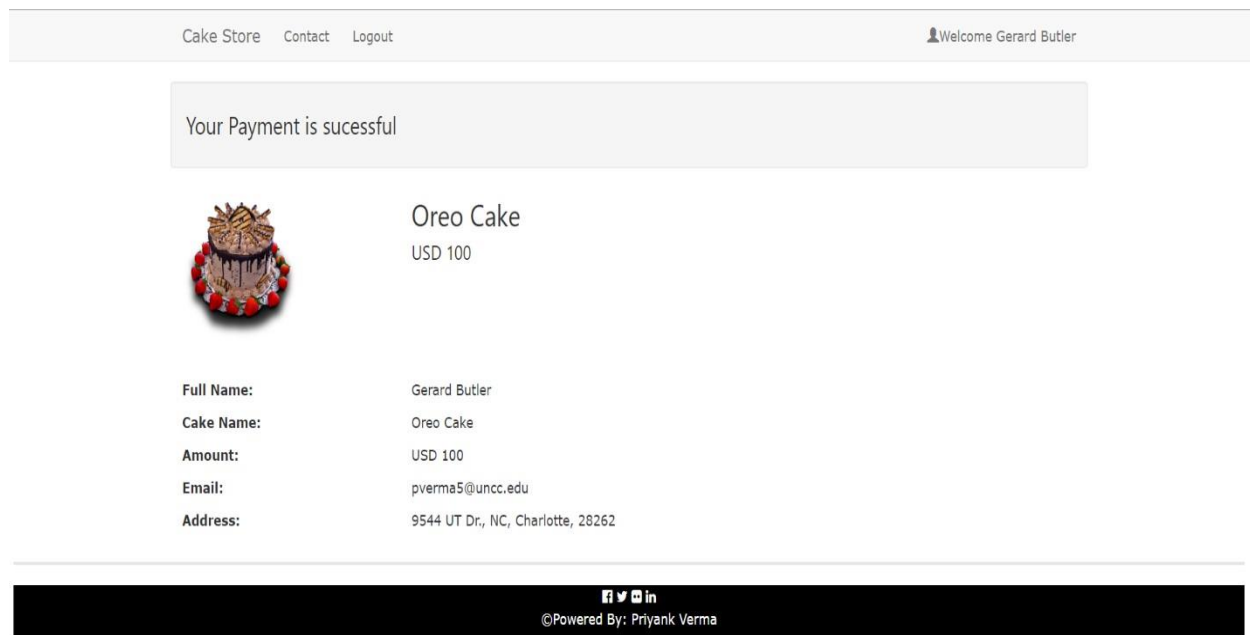 Cake Store Contact Logout Welcome Gerard Butler
Your Payment is sucessful
Oreo Cake
USD 100
Full Name: Gerard Butler
Cake Name: Oreo Cake
Amount: USD 100
Email: pverma5@uncc.edu
Address: 9544 UT Dr., NC, Charlotte, 28262
©Powered By: Priyank Verma